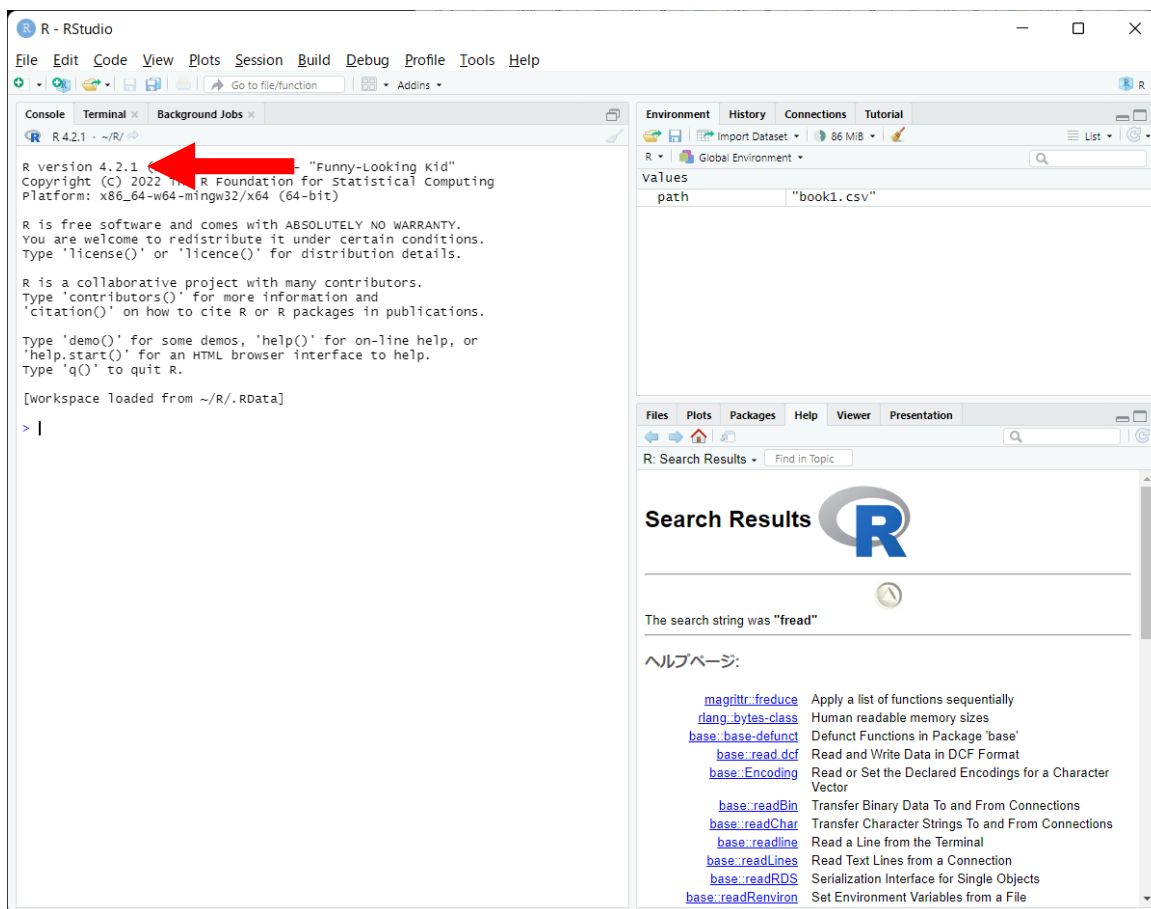 R - RStudio
File Edit Code View Plots Session Build Debug Profile Tools Help
Go to file/function Addins R
Console Terminal Background Jobs
R 4.2.1 · ~/R/
R version 4.2.1 ( - "Funny-Looking Kid"
Copyright (C) 2022 The R Foundation for Statistical Computing
Platform: x86_64-w64-mingw32/x64 (64-bit)
R is free software and comes with ABSOLUTELY NO WARRANTY.
You are welcome to redistribute it under certain conditions.
Type 'license()' or 'licence()' for distribution details.
R is a collaborative project with many contributors.
Type 'contributors()' for more information and
'citation()' on how to cite R or R packages in publications.
Type 'demo()' for some demos, 'help()' for on-line help, or
'help.start()' for an HTML browser interface to help.
Type 'q()' to quit R.
[Workspace loaded from ~/R/.RData]
>
Environment History Connections Tutorial
Import Dataset 86 MiB List
R Global Environment
Values
path "book1.csv"
Files Plots Packages Help Viewer Presentation
R: Search Results Find in Topic
Search Results R
The search string was "fread"
ヘルプページ:
magrittr::freduce Apply a list of functions sequentially
rlang::bytes-class Human readable memory sizes
base::base-defunct Defunct Functions in Package 'base'
base::read.dcf Read and Write Data in DCF Format
base::Encoding Read or Set the Declared Encodings for a Character
Vector
base::readBin Transfer Binary Data To and From Connections
base::readChar Transfer Character Strings To and From Connections
base::readline Read a Line from the Terminal
base::readLines Read Text Lines from a Connection
base::readRDS Serialization Interface for Single Objects
base::readRenviron Set Environment Variables from a File